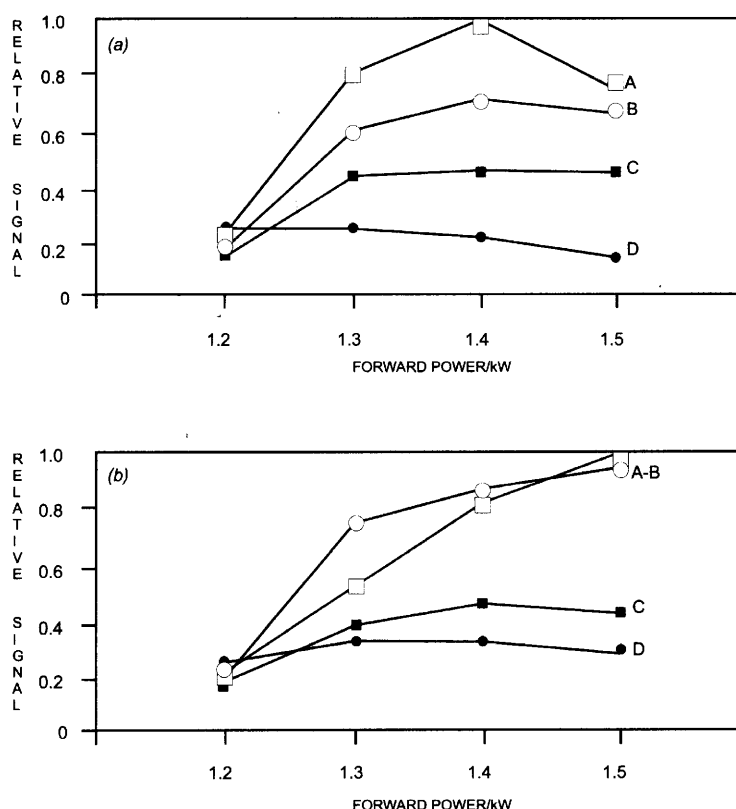 RELATIVE SIGNAL
(a)
1.0
0.8
0.6
0.4
0.2
0
A
B
C
D
1.2 1.3 1.4 1.5
FORWARD POWER/kW
RELATIVE SIGNAL
(b)
1.0
0.8
0.6
0.4
0.2
0
A-B
C
D
1.2 1.3 1.4 1.5
FORWARD POWER/kW